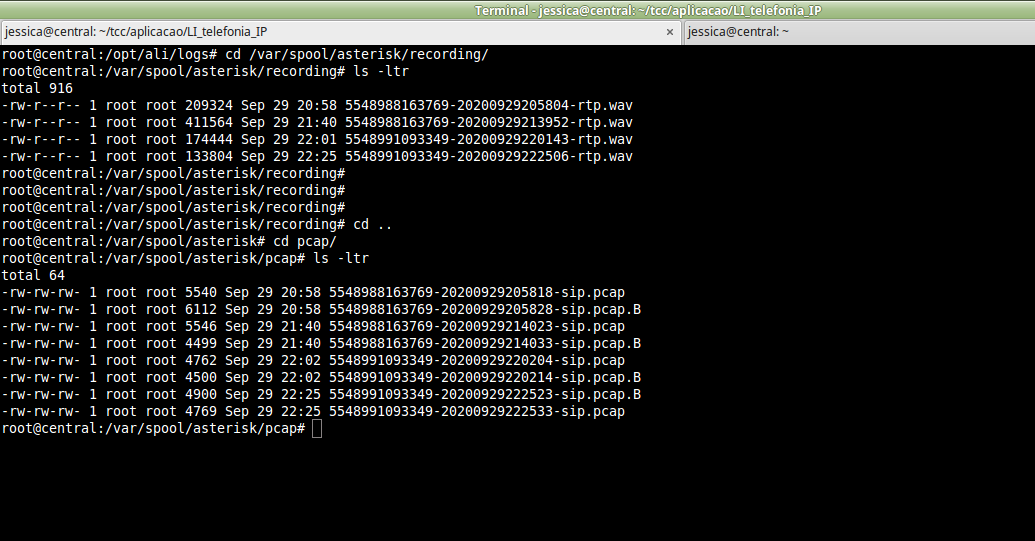 Terminal - jessica@central: ~/tcc/aplicacao/LI_telefonia_IP
jessica@central: ~/tcc/aplicacao/LI_telefonia_IP × jessica@central: ~
root@central:/opt/ali/logs# cd /var/spool/asterisk/recording/
root@central:/var/spool/asterisk/recording# ls -ltr
total 916
-rw-r--r-- 1 root root 209324 Sep 29 20:58 5548988163769-20200929205804-rtp.wav
-rw-r--r-- 1 root root 411564 Sep 29 21:40 5548988163769-20200929213952-rtp.wav
-rw-r--r-- 1 root root 174444 Sep 29 22:01 5548991093349-20200929220143-rtp.wav
-rw-r--r-- 1 root root 133804 Sep 29 22:25 5548991093349-20200929222506-rtp.wav
root@central:/var/spool/asterisk/recording#
root@central:/var/spool/asterisk/recording#
root@central:/var/spool/asterisk/recording#
root@central:/var/spool/asterisk/recording# cd ..
root@central:/var/spool/asterisk# cd pcap/
root@central:/var/spool/asterisk/pcap# ls -ltr
total 64
-rw-rw-rw- 1 root root 5540 Sep 29 20:58 5548988163769-20200929205818-sip.pcap
-rw-rw-rw- 1 root root 6112 Sep 29 20:58 5548988163769-20200929205828-sip.pcap.B
-rw-rw-rw- 1 root root 5546 Sep 29 21:40 5548988163769-20200929214023-sip.pcap
-rw-rw-rw- 1 root root 4499 Sep 29 21:40 5548988163769-20200929214033-sip.pcap.B
-rw-rw-rw- 1 root root 4762 Sep 29 22:02 5548991093349-20200929220204-sip.pcap
-rw-rw-rw- 1 root root 4500 Sep 29 22:02 5548991093349-20200929220214-sip.pcap.B
-rw-rw-rw- 1 root root 4900 Sep 29 22:25 5548991093349-20200929222523-sip.pcap.B
-rw-rw-rw- 1 root root 4769 Sep 29 22:25 5548991093349-20200929222533-sip.pcap
root@central:/var/spool/asterisk/pcap#